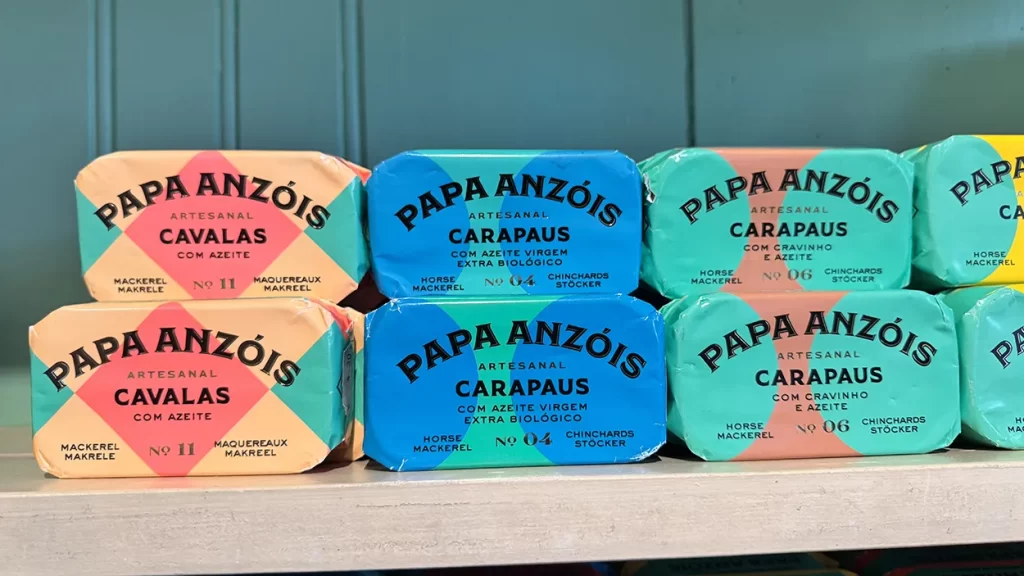 PAPA ANZÓIS
ARTESANAL
CAVALAS
COM AZEITE
MACKEREL
MAKRELE
Nº 11
MAQUEREAUX
MAKREEL
PAPA ANZÓIS
ARTESANAL
CARAPAUS
COM AZEITE VIRGEM
EXTRA BIOLÓGICO
HORSE
MACKEREL
Nº 04
CHINCHARDS
STÖCKER
PAPA ANZÓIS
ARTESANAL
CARAPAUS
COM CRAVINHO
HORSE
MACKEREL
Nº 06
CHINCHARDS
STÖCKER
PAPA
CA
HORSE
MACKEREL
PAPA ANZÓIS
ARTESANAL
CAVALAS
COM AZEITE
MACKEREL
MAKRELE
Nº 11
MAQUEREAUX
MAKREEL
PAPA ANZÓIS
ARTESANAL
CARAPAUS
COM AZEITE VIRGEM
EXTRA BIOLÓGICO
HORSE
MACKEREL
Nº 04
CHINCHARDS
STÖCKER
PAPA ANZÓIS
ARTESANAL
CARAPAUS
COM CRAVINHO
E AZEITE
HORSE
MACKEREL
Nº 06
CHINCHARDS
STÖCKER